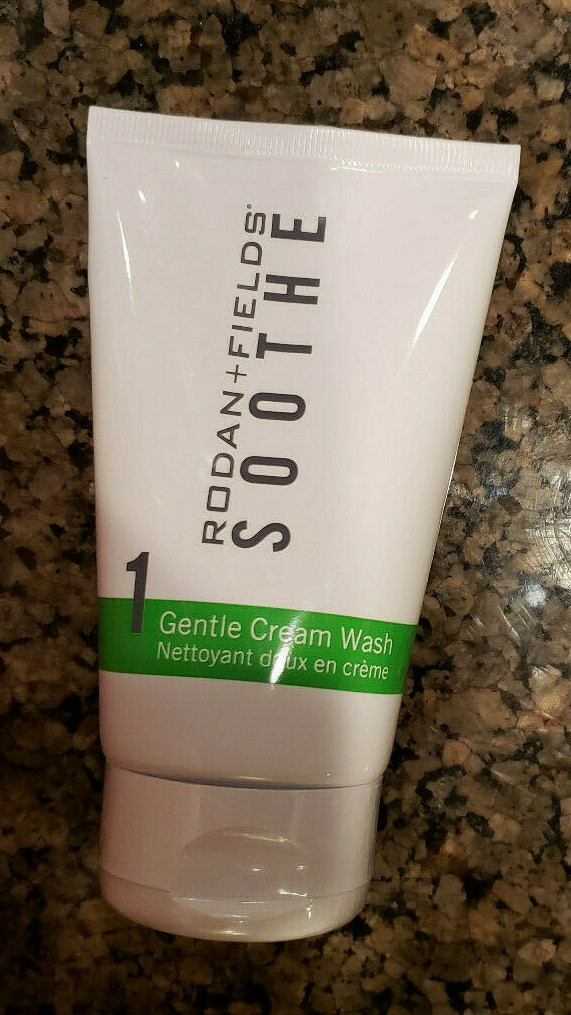 RODAN+FIELDS®
SOOTHE
1
Gentle Cream Wash
Nettoyant doux en crème